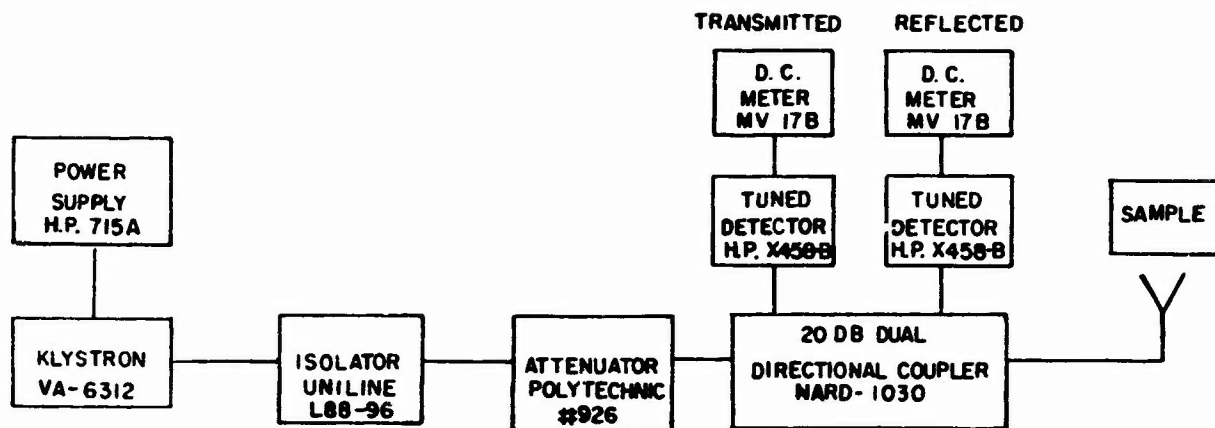 TRANSMITTED
REFLECTED
D.C.
METER
MV 17B
D.C.
METER
MV 17B
POWER
SUPPLY
H.P. 715A
TUNED
DETECTOR
H.P. X458-B
TUNED
DETECTOR
H.P. X458-B
SAMPLE
KLYSTRON
VA-6312
ISOLATOR
UNILINE
L88-96
ATTENUATOR
POLYTECHNIC
#926
20 DB DUAL
DIRECTIONAL COUPLER
NARD-1030